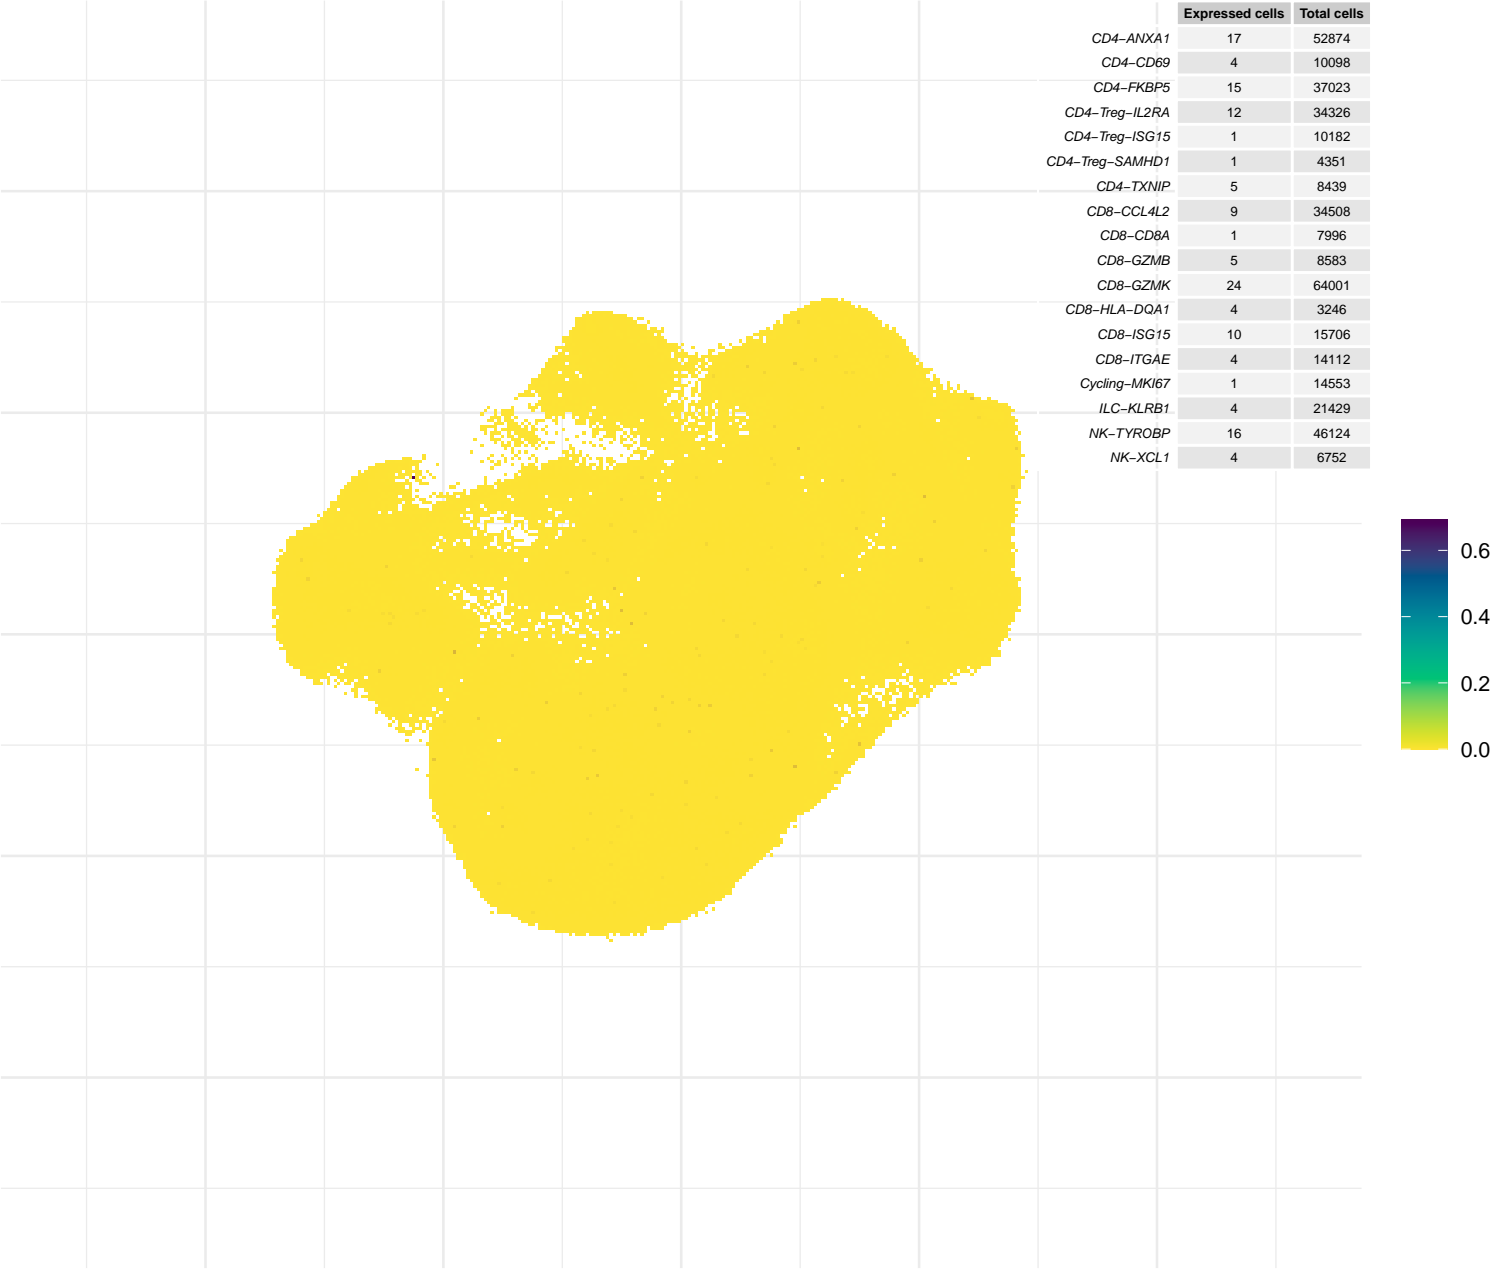 Expressed cells Total cells
CD4−ANXA1 17 52874
CD4−CD69 4 10098
CD4−FKBP5 15 37023
CD4−Treg−IL2RA 12 34326
CD4−Treg−ISG15 1 10182
CD4−Treg−SAMHD1 1 4351
CD4−TXNIP 5 8439
CD8−CCL4L2 9 34508
CD8−CD8A 1 7996
CD8−GZMB 5 8583
CD8−GZMK 24 64001
CD8−HLA−DQA1 4 3246
CD8−ISG15 10 15706
CD8−ITGAE 4 14112
Cycling−MKI67 1 14553
ILC−KLRB1 4 21429
NK−TYROBP 16 46124
NK−XCL1 4 6752
0.6
0.4
0.2
0.0